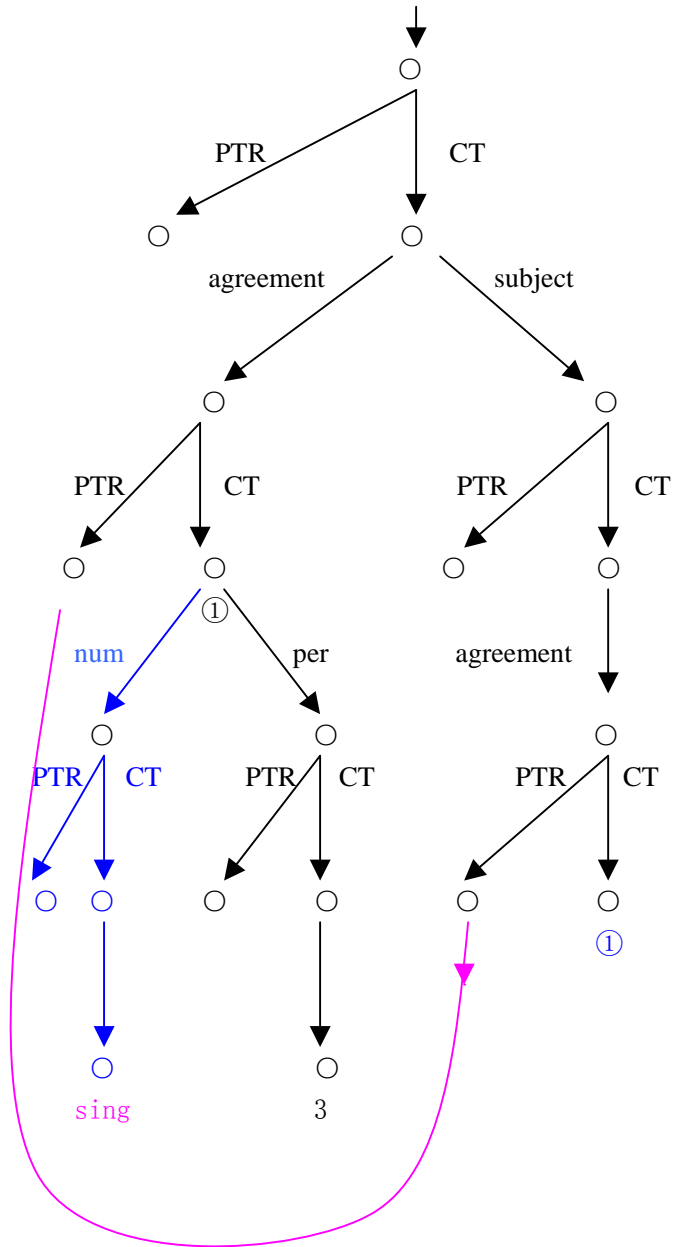 PTR CT
agreement subject
PTR CT PTR CT
①
num per agreement
PTR CT PTR CT PTR CT
①
sing 3